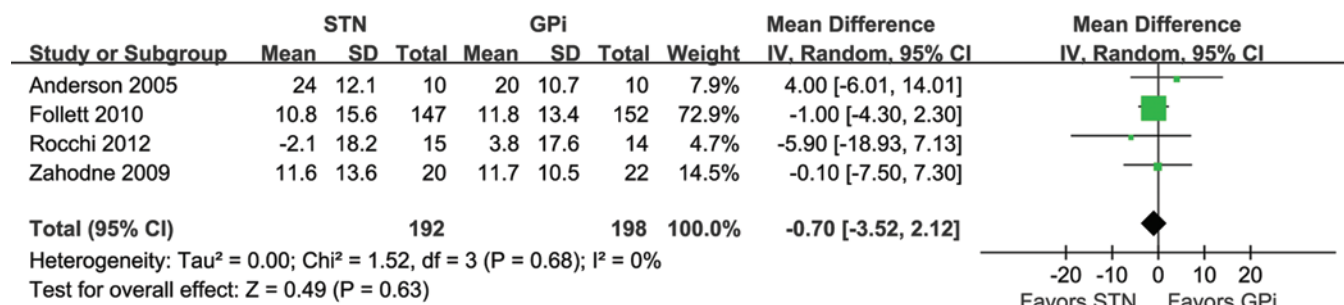 STN GPi Mean Difference Mean Difference
Study or Subgroup Mean SD Total Mean SD Total Weight IV, Random, 95% CI IV, Random, 95% CI
Anderson 2005 24 12.1 10 20 10.7 10 7.9% 4.00 [-6.01, 14.01]
Follett 2010 10.8 15.6 147 11.8 13.4 152 72.9% -1.00 [-4.30, 2.30]
Rocchi 2012 -2.1 18.2 15 3.8 17.6 14 4.7% -5.90 [-18.93, 7.13]
Zahodne 2009 11.6 13.6 20 11.7 10.5 22 14.5% -0.10 [-7.50, 7.30]
Total (95% CI) 192 198 100.0% -0.70 [-3.52, 2.12]
Heterogeneity: Tau² = 0.00; Chi² = 1.52, df = 3 (P = 0.68); I² = 0%
Test for overall effect: Z = 0.49 (P = 0.63)
-20 -10 0 10 20
Favors STN Favors GPi